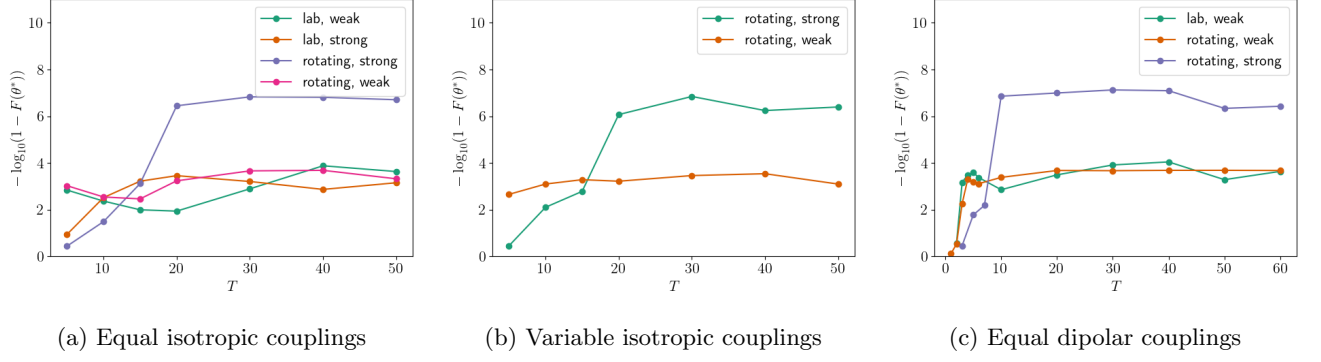 lab, weak
lab, strong
rotating, strong
rotating, weak
− log₁₀(1 − F(θ*))
10
8
6
4
2
0
10 20 30 40 50
T
(a) Equal isotropic couplings
rotating, strong
rotating, weak
− log₁₀(1 − F(θ*))
10
8
6
4
2
0
10 20 30 40 50
T
(b) Variable isotropic couplings
lab, weak
rotating, weak
rotating, strong
− log₁₀(1 − F(θ*))
10
8
6
4
2
0
0 10 20 30 40 50 60
T
(c) Equal dipolar couplings